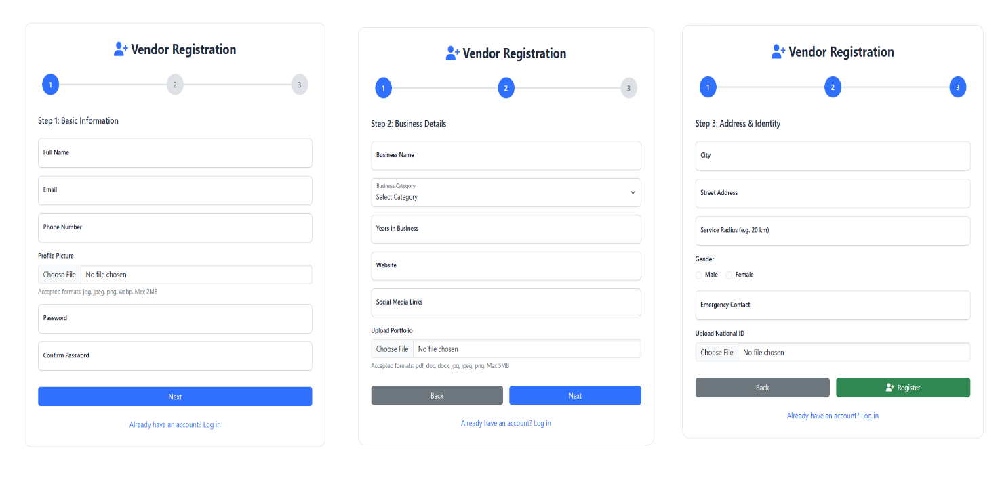 Vendor Registration
1 2 3
Step 1: Basic Information
Full Name
Email
Phone Number
Profile Picture
Choose File No file chosen
Accepted formats: jpg, jpeg, png, webp. Max 2MB
Password
Confirm Password
Next
Already have an account? Log in
Vendor Registration
1 2 3
Step 2: Business Details
Business Name
Business Category
Select Category
Years in Business
Website
Social Media Links
Upload Portfolio
Choose File No file chosen
Accepted formats: pdf, doc, docx, jpg, jpeg, png. Max 5MB
Back Next
Already have an account? Log in
Vendor Registration
1 2 3
Step 3: Address & Identity
City
Street Address
Service Radius (e.g. 20 km)
Gender
Male Female
Emergency Contact
Upload National ID
Choose File No file chosen
Back Register
Already have an account? Log in